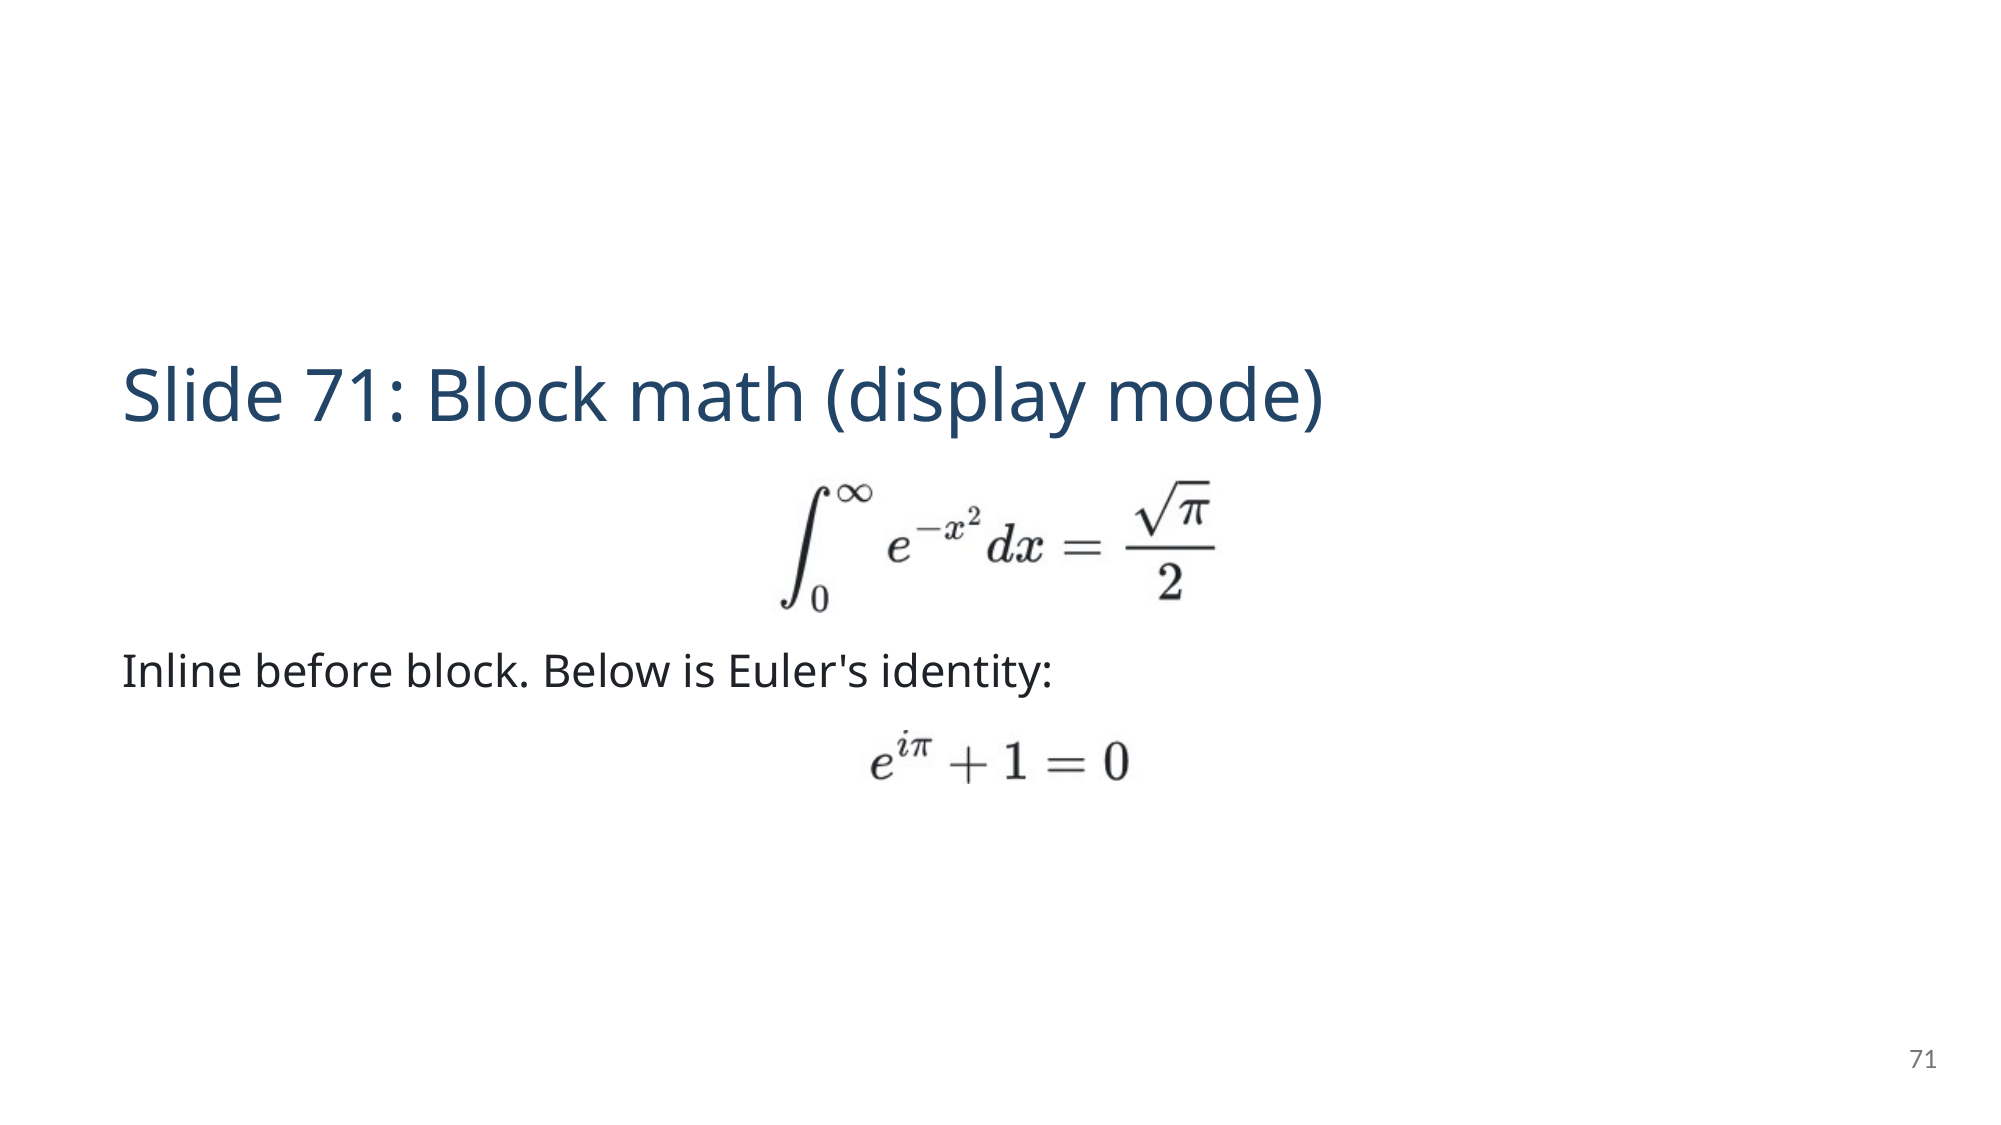 Slide 71: Block math (display mode)
∫₀^∞ e^{-x²} dx = √π / 2
Inline before block. Below is Euler's identity:
e^{iπ} + 1 = 0
71